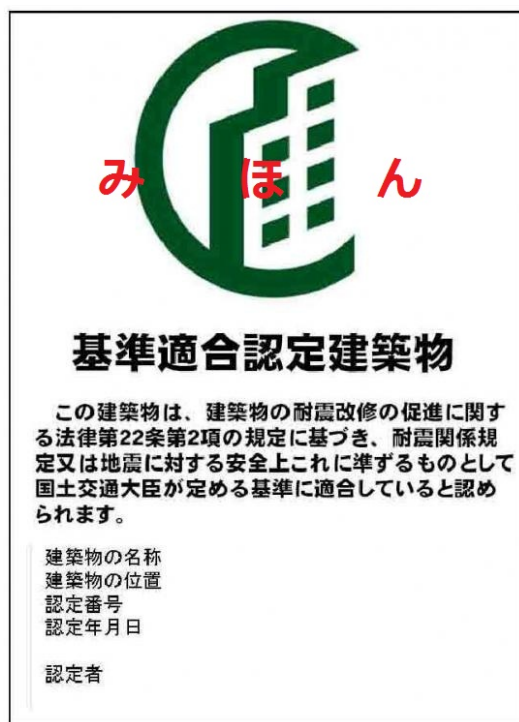 みほん
基準適合認定建築物
この建築物は、建築物の耐震改修の促進に関す
る法律第22条第2項の規定に基づき、耐震関係規
定又は地震に対する安全上これに準ずるものとして
国土交通大臣が定める基準に適合していると認め
られます。
建築物の名称
建築物の位置
認定番号
認定年月日
認定者